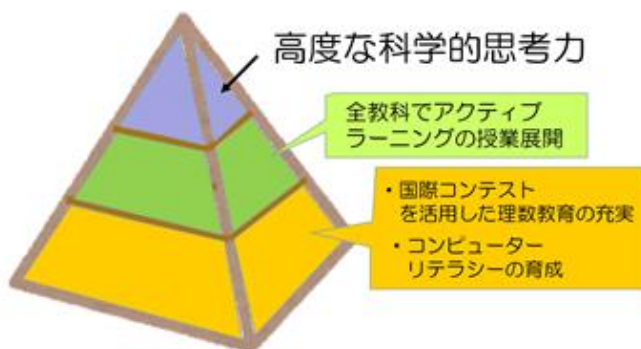 高度な科学的思考力
全教科でアクティブ
ラーニングの授業展開
・国際コンテスト
を活用した理数教育の充実
・コンピューター
リテラシーの育成